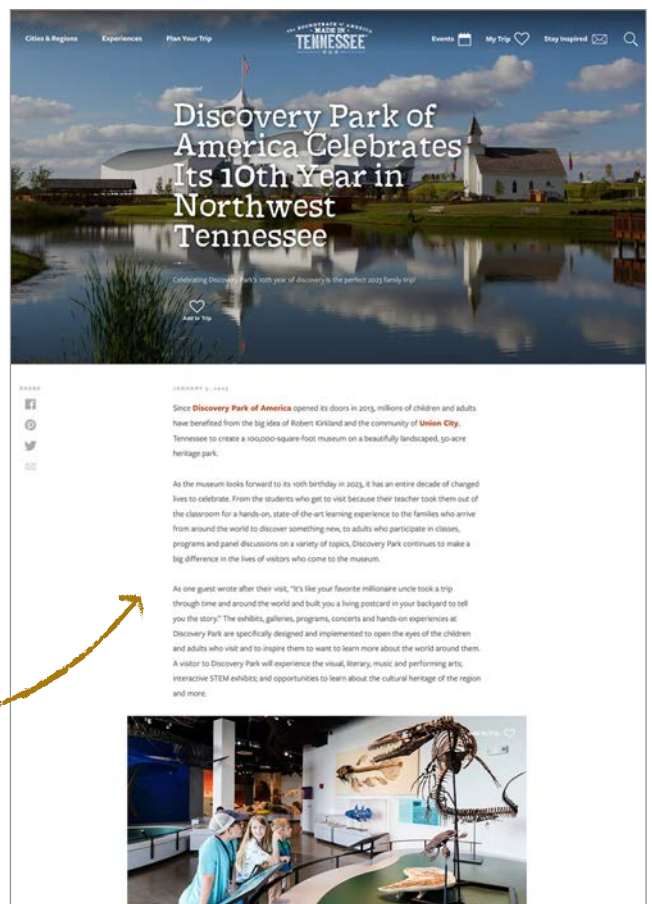 Cities & Regions
Experiences
Plan Your Trip
THE SOUNDTRACK OF AMERICA
MADE IN
TENNESSEE
Events
My Trip
Stay Inspired
Discovery Park of
America Celebrates
Its 10th Year in
Northwest
Tennessee
Celebrating Discovery Park's 10th year of discovery is the perfect 2023 family trip!
Add to Trip
SHARE
JANUARY 5, 2023
Since Discovery Park of America opened its doors in 2013, millions of children and adults
have benefited from the big idea of Robert Kirkland and the community of Union City,
Tennessee to create a 100,000-square-foot museum on a beautifully landscaped, 50-acre
heritage park.
As the museum looks forward to its 10th birthday in 2023, it has an entire decade of changed
lives to celebrate. From the students who get to visit because their teacher took them out of
the classroom for a hands-on, state-of-the-art learning experience to the families who arrive
from around the world to discover something new, to adults who participate in classes,
programs and panel discussions on a variety of topics, Discovery Park continues to make a
big difference in the lives of visitors who come to the museum.
As one guest wrote after their visit, "It's like your favorite millionaire uncle took a trip
through time and around the world and built you a living postcard in your backyard to tell
you the story." The exhibits, galleries, programs, concerts and hands-on experiences at
Discovery Park are specifically designed and implemented to open the eyes of the children
and adults who visit and to inspire them to want to learn more about the world around them.
A visitor to Discovery Park will experience the visual, literary, music and performing arts;
interactive STEM exhibits; and opportunities to learn about the cultural heritage of the region
and more.
Add to Trip